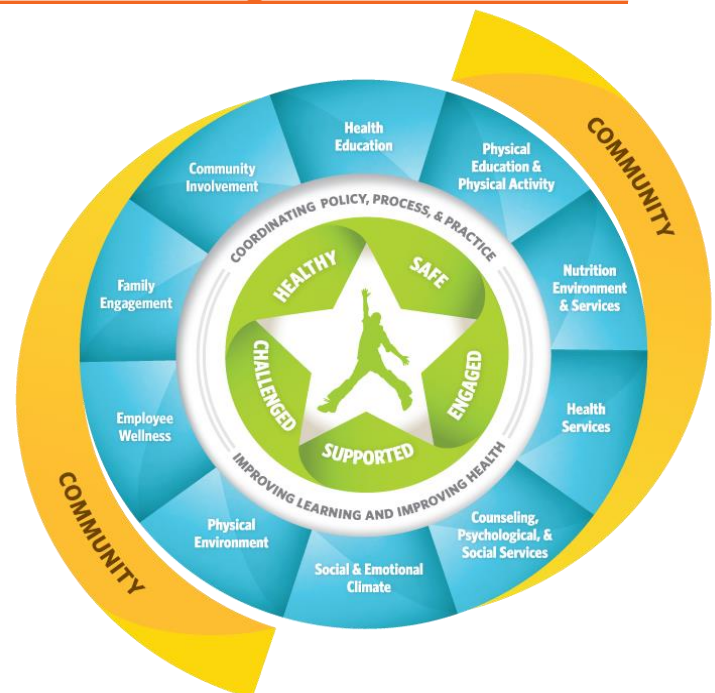 COMMUNITY
Health
Education
Physical
Education &
Physical Activity
Nutrition
Environment
& Services
Health
Services
Counseling,
Psychological, &
Social Services
Social & Emotional
Climate
Physical
Environment
Employee
Wellness
Family
Engagement
Community
Involvement
COORDINATING POLICY, PROCESS, & PRACTICE
IMPROVING LEARNING AND IMPROVING HEALTH
HEALTHY
SAFE
ENGAGED
SUPPORTED
CHALLENGED
COMMUNITY